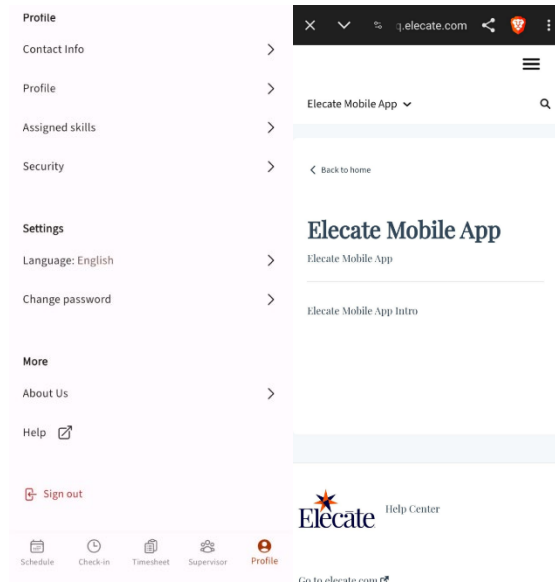 Profile
Contact Info
Profile
Assigned skills
Security
Settings
Language: English
Change password
More
About Us
Help
Sign out
Schedule
Check-in
Timesheet
Supervisor
Profile
q.elecate.com
Elecate Mobile App
Back to home
Elecate Mobile App
Elecate Mobile App
Elecate Mobile App Intro
Elecate
Help Center
Go to elecate.com